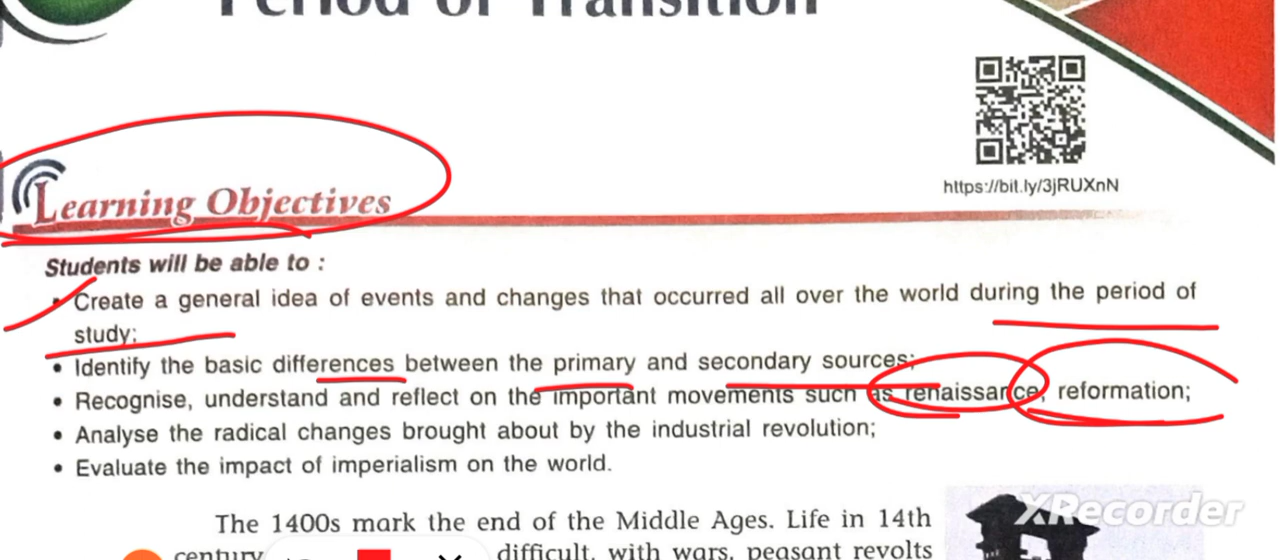 Period of Transition
https://bit.ly/3jRUXnN
Learning Objectives
Students will be able to :
• Create a general idea of events and changes that occurred all over the world during the period of
study;
• Identify the basic differences between the primary and secondary sources;
• Recognise, understand and reflect on the important movements such as renaissance, reformation;
• Analyse the radical changes brought about by the industrial revolution;
• Evaluate the impact of imperialism on the world.
The 1400s mark the end of the Middle Ages. Life in 14th
century difficult, with wars, peasant revolts
XRecorder